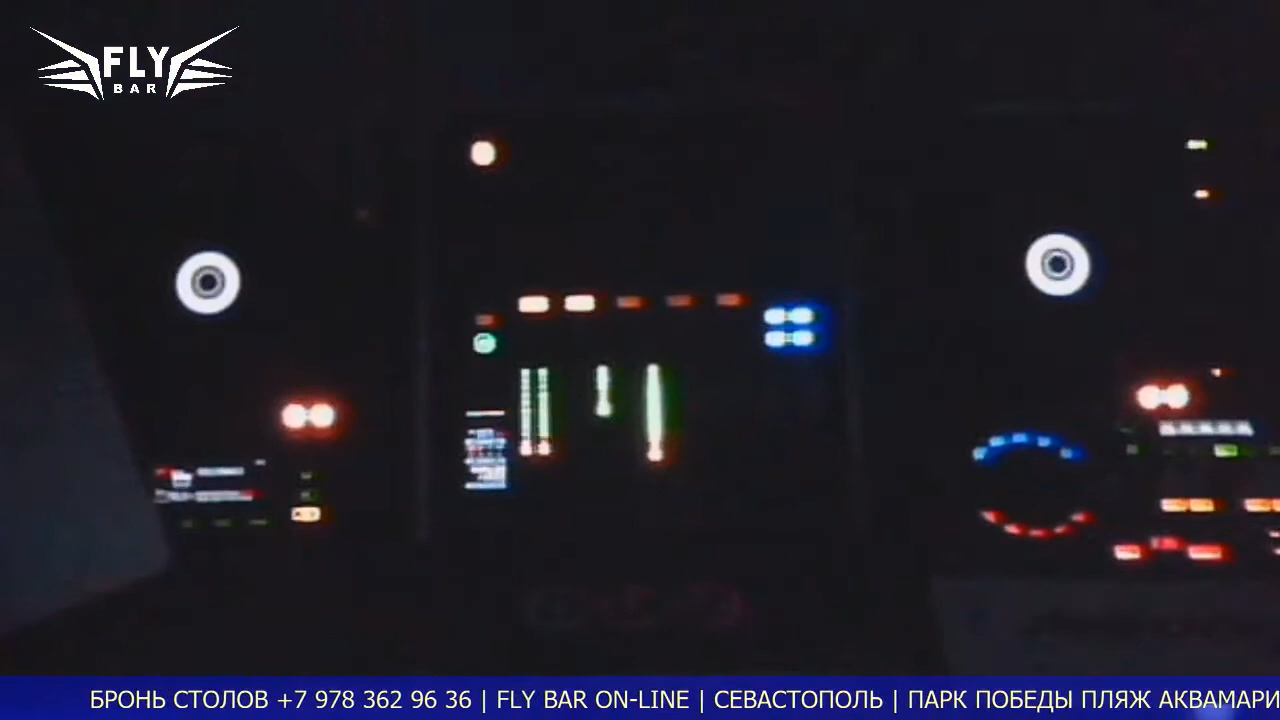 FLY
BAR
БРОНЬ СТОЛОВ +7 978 362 96 36 | FLY BAR ON-LINE | СЕВАСТОПОЛЬ | ПАРК ПОБЕДЫ ПЛЯЖ АКВАМАРИ